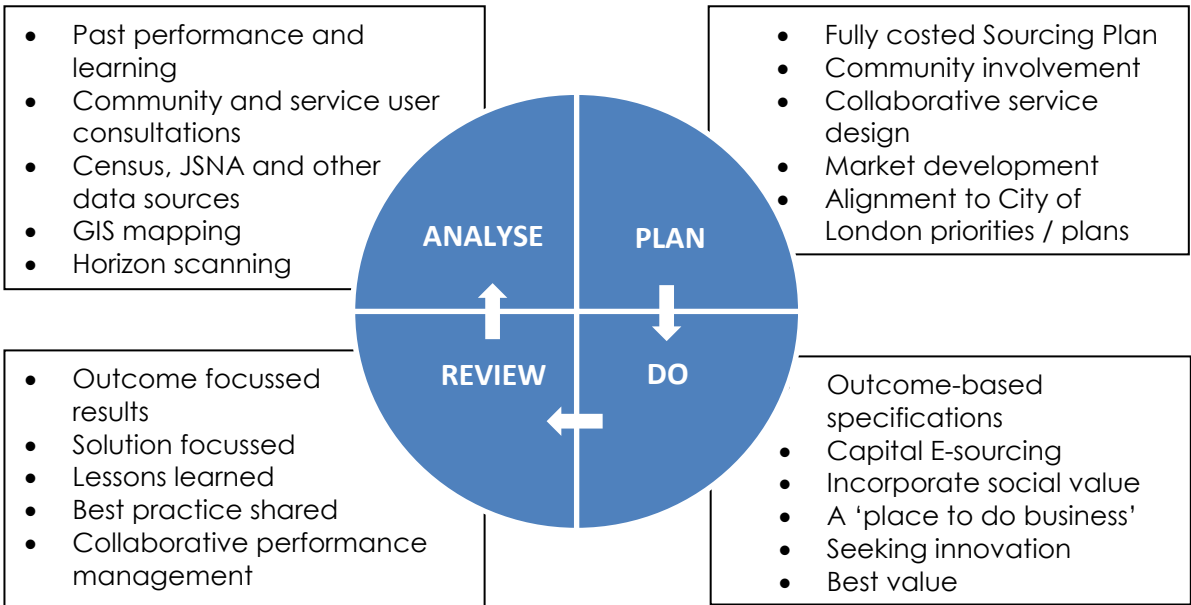 • Past performance and
learning
• Community and service user
consultations
• Census, JSNA and other
data sources
• GIS mapping
• Horizon scanning
• Fully costed Sourcing Plan
• Community involvement
• Collaborative service
design
• Market development
• Alignment to City of
London priorities / plans
ANALYSE
PLAN
REVIEW
DO
• Outcome focussed
results
• Solution focussed
• Lessons learned
• Best practice shared
• Collaborative performance
management
• Outcome-based
specifications
• Capital E-sourcing
• Incorporate social value
• A ‘place to do business’
• Seeking innovation
• Best value